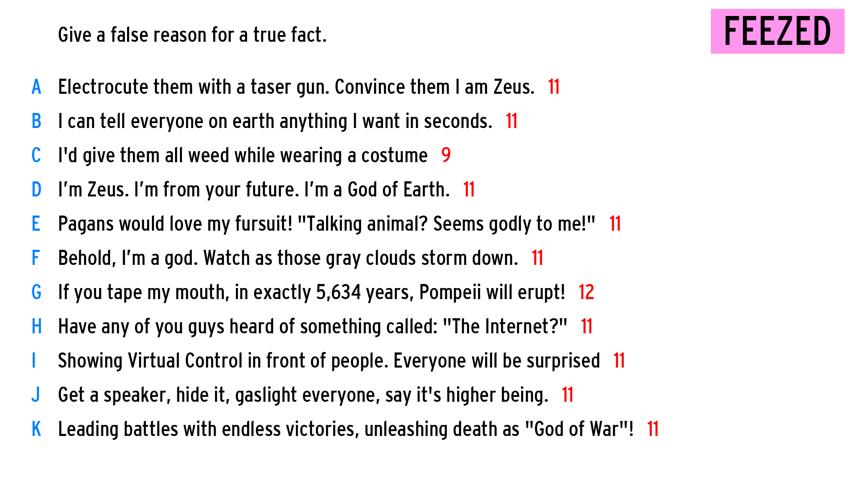 Give a false reason for a true fact.
FEEZED
A Electrocute them with a taser gun. Convince them I am Zeus. 11
B I can tell everyone on earth anything I want in seconds. 11
C I'd give them all weed while wearing a costume 9
D I’m Zeus. I’m from your future. I’m a God of Earth. 11
E Pagans would love my fursuit! "Talking animal? Seems godly to me!" 11
F Behold, I’m a god. Watch as those gray clouds storm down. 11
G If you tape my mouth, in exactly 5,634 years, Pompeii will erupt! 12
H Have any of you guys heard of something called: "The Internet?" 11
I Showing Virtual Control in front of people. Everyone will be surprised 11
J Get a speaker, hide it, gaslight everyone, say it's higher being. 11
K Leading battles with endless victories, unleashing death as "God of War"! 11